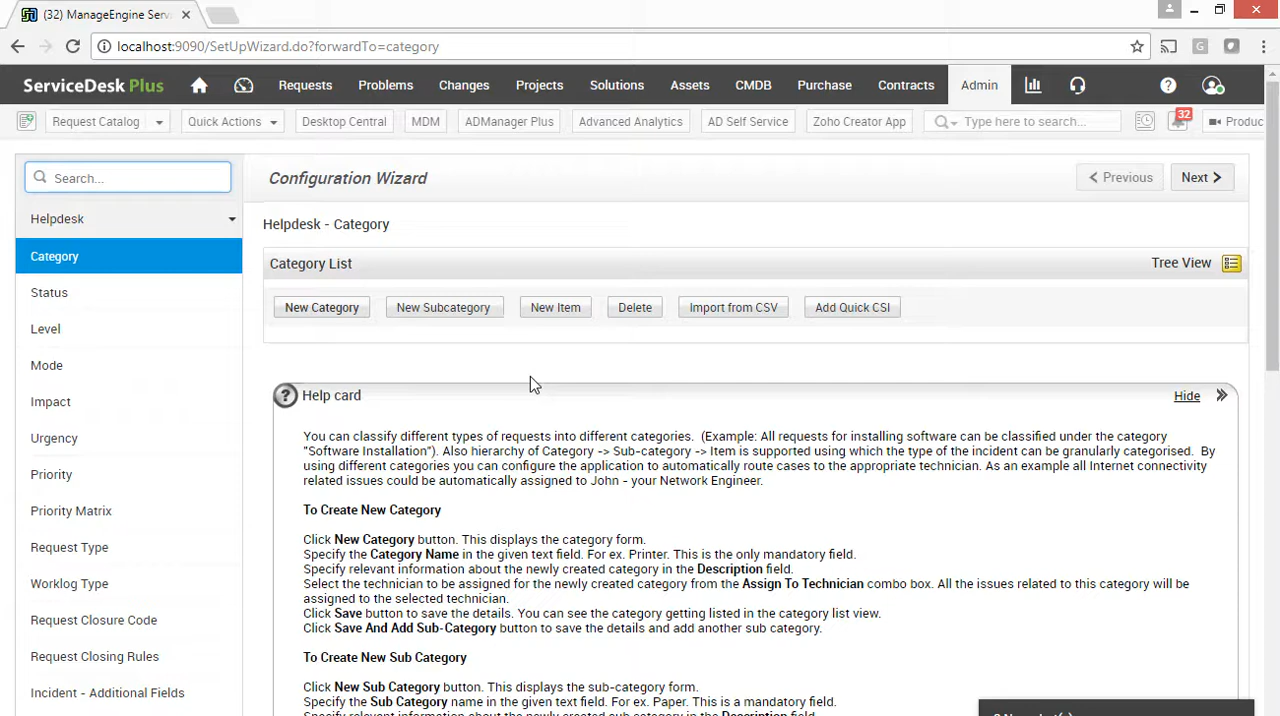 (32) ManageEngine Serv
localhost:9090/SetUpWizard.do?forwardTo=category
ServiceDesk Plus
Requests
Problems
Changes
Projects
Solutions
Assets
CMDB
Purchase
Contracts
Admin
Request Catalog
Quick Actions
Desktop Central
MDM
ADManager Plus
Advanced Analytics
AD Self Service
Zoho Creator App
Type here to search...
32
Produc
Search...
Helpdesk
Category
Status
Level
Mode
Impact
Urgency
Priority
Priority Matrix
Request Type
Worklog Type
Request Closure Code
Request Closing Rules
Incident - Additional Fields
Configuration Wizard
Previous
Next
Helpdesk - Category
Category List
Tree View
New Category
New Subcategory
New Item
Delete
Import from CSV
Add Quick CSI
Help card
Hide
You can classify different types of requests into different categories. (Example: All requests for installing software can be classified under the category
"Software Installation"). Also hierarchy of Category -> Sub-category -> Item is supported using which the type of the incident can be granularly categorised. By
using different categories you can configure the application to automatically route cases to the appropriate technician. As an example all Internet connectivity
related issues could be automatically assigned to John - your Network Engineer.
To Create New Category
Click New Category button. This displays the category form.
Specify the Category Name in the given text field. For ex. Printer. This is the only mandatory field.
Specify relevant information about the newly created category in the Description field.
Select the technician to be assigned for the newly created category from the Assign To Technician combo box. All the issues related to this category will be
assigned to the selected technician.
Click Save button to save the details. You can see the category getting listed in the category list view.
Click Save And Add Sub-Category button to save the details and add another sub category.
To Create New Sub Category
Click New Sub Category button. This displays the sub-category form.
Specify the Sub Category name in the given text field. For ex. Paper. This is a mandatory field.
Specify relevant information about the newly created sub category in the Description field.